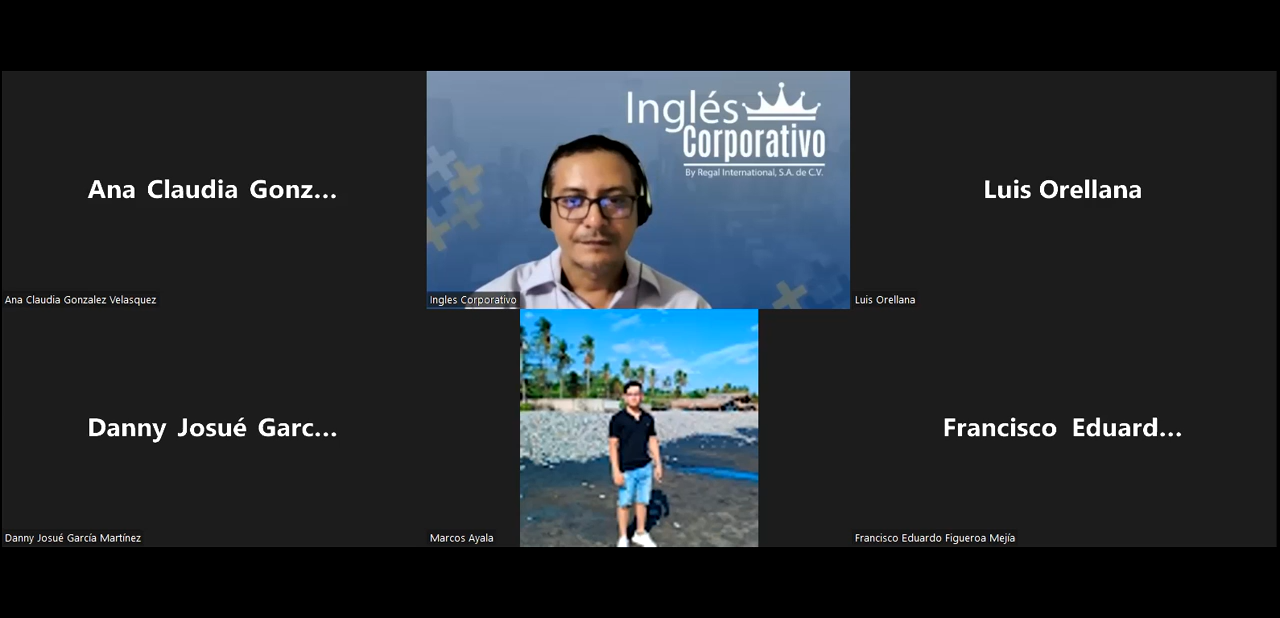 Ana Claudia Gonz...
Ana Claudia Gonzalez Velasquez
Inglés
Corporativo
By Regal International, S.A. de C.V.
Ingles Corporativo
Luis Orellana
Luis Orellana
Danny Josué Garc...
Danny Josué García Martínez
Marcos Ayala
Francisco Eduard...
Francisco Eduardo Figueroa Mejía